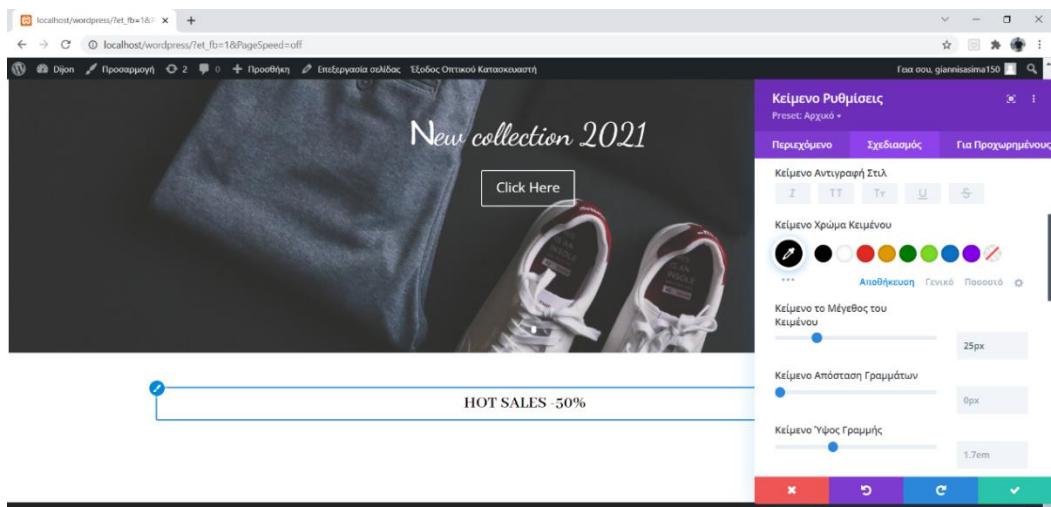 localhost/wordpress/?et_fb=1&P
localhost/wordpress/?et_fb=1&PageSpeed=off
Dijon Προσαρμογή 2 0 Προσθήκη Επεξεργασία σελίδας Έξοδος Οπτικού Κατασκευαστή Γεια σου, giannisasima150
New collection 2021
Click Here
HOT SALES -50%
Κείμενο Ρυθμίσεις
Preset: Αρχικό
Περιεχόμενο Σχεδιασμός Για Προχωρημένους
Κείμενο Αντιγραφή Στιλ
I TT Tт U S
Κείμενο Χρώμα Κειμένου
Αποθήκευση Γενικό Ποσοστό
Κείμενο το Μέγεθος του
Κειμένου
25px
Κείμενο Απόσταση Γραμμάτων
0px
Κείμενο Ύψος Γραμμής
1.7em